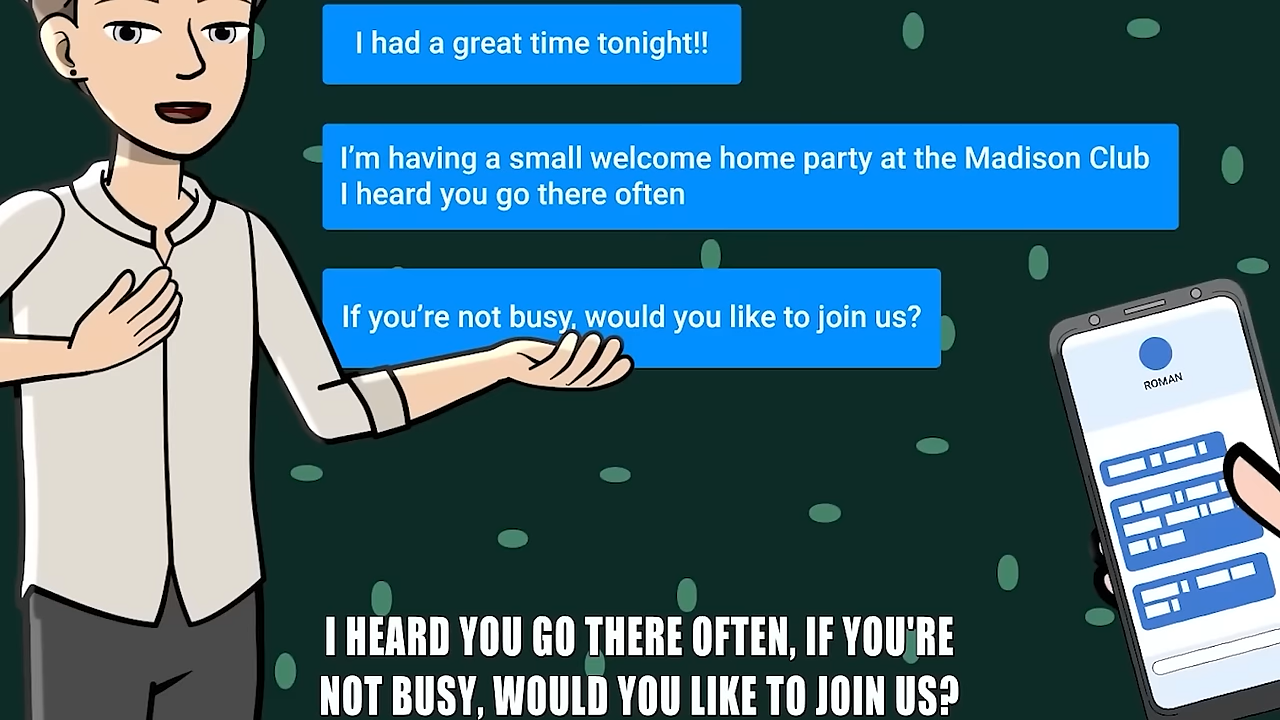 I had a great time tonight!!
I’m having a small welcome home party at the Madison Club
I heard you go there often
If you’re not busy, would you like to join us?
ROMAN
I HEARD YOU GO THERE OFTEN, IF YOU'RE
NOT BUSY, WOULD YOU LIKE TO JOIN US?